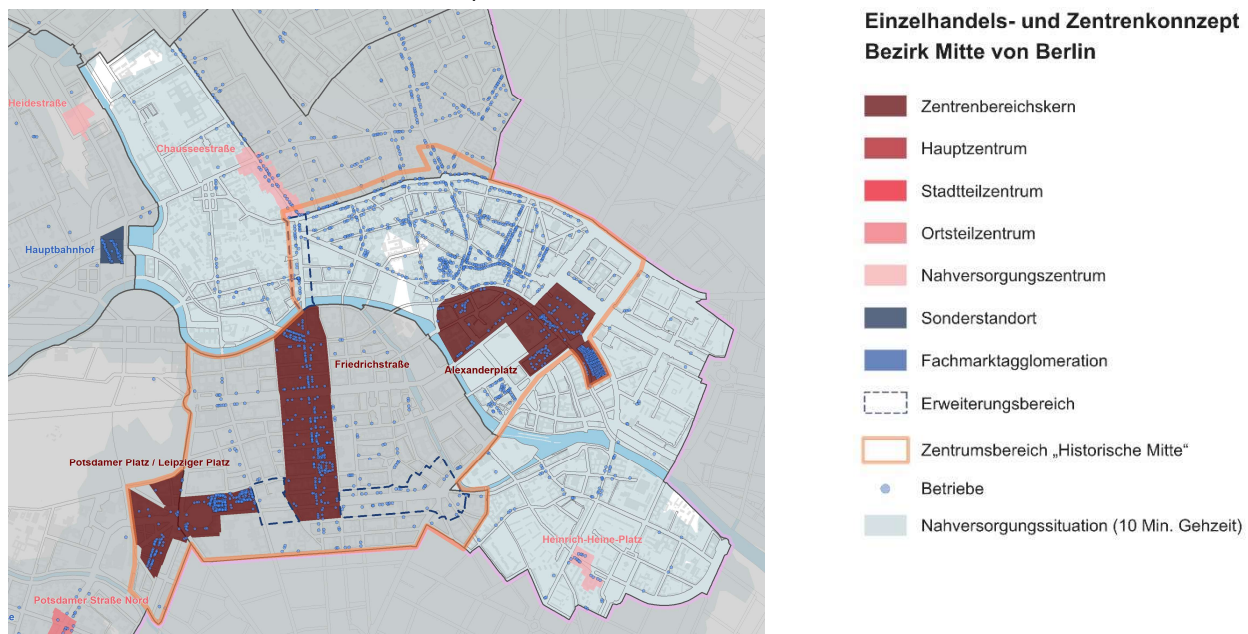 Einzelhandels- und Zentrenkonnzept
Bezirk Mitte von Berlin
Heidestraße
Chausseestraße
Hauptbahnhof
Friedrichstraße
Alexanderplatz
Potsdamer Platz / Leipziger Platz
Heinrich-Heine-Platz
Potsdamer Straße Nord
e
Zentrenbereichskern
Hauptzentrum
Stadtteilzentrum
Ortsteilzentrum
Nahversorgungszentrum
Sonderstandort
Fachmarktagglomeration
Erweiterungsbereich
Zentrumsbereich „Historische Mitte“
Betriebe
Nahversorgungssituation (10 Min. Gehzeit)